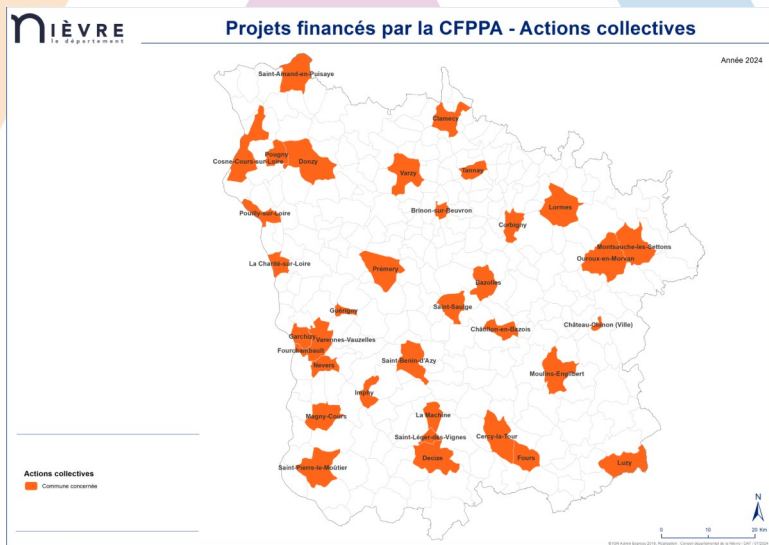 nIÈVRE
le département
Projets financés par la CFPPA - Actions collectives
Année 2024
Saint-Amand-en-Puisaye
Clamecy
Pougny
Cosne-Cours-sur-Loire
Donzy
Varzy
Tannay
Pouilly-sur-Loire
Brinon-sur-Beuvron
Lormes
Corbigny
Montsauche-les-Settons
Ouroux-en-Morvan
La Charité-sur-Loire
Prémery
Bazolles
Saint-Saulge
Guérigny
Château-Chinon (Ville)
Châtillon-en-Bazois
Garchizy
Varennes-Vauzelles
Fourchambault
Nevers
Saint-Benin-d'Azy
Moulins-Engilbert
Imphy
Magny-Cours
La Machine
Saint-Léger-des-Vignes
Cercy-la-Tour
Decize
Fours
Luzy
Saint-Pierre-le-Moûtier
Actions collectives
Commune concernée
N
0 10 20 Km